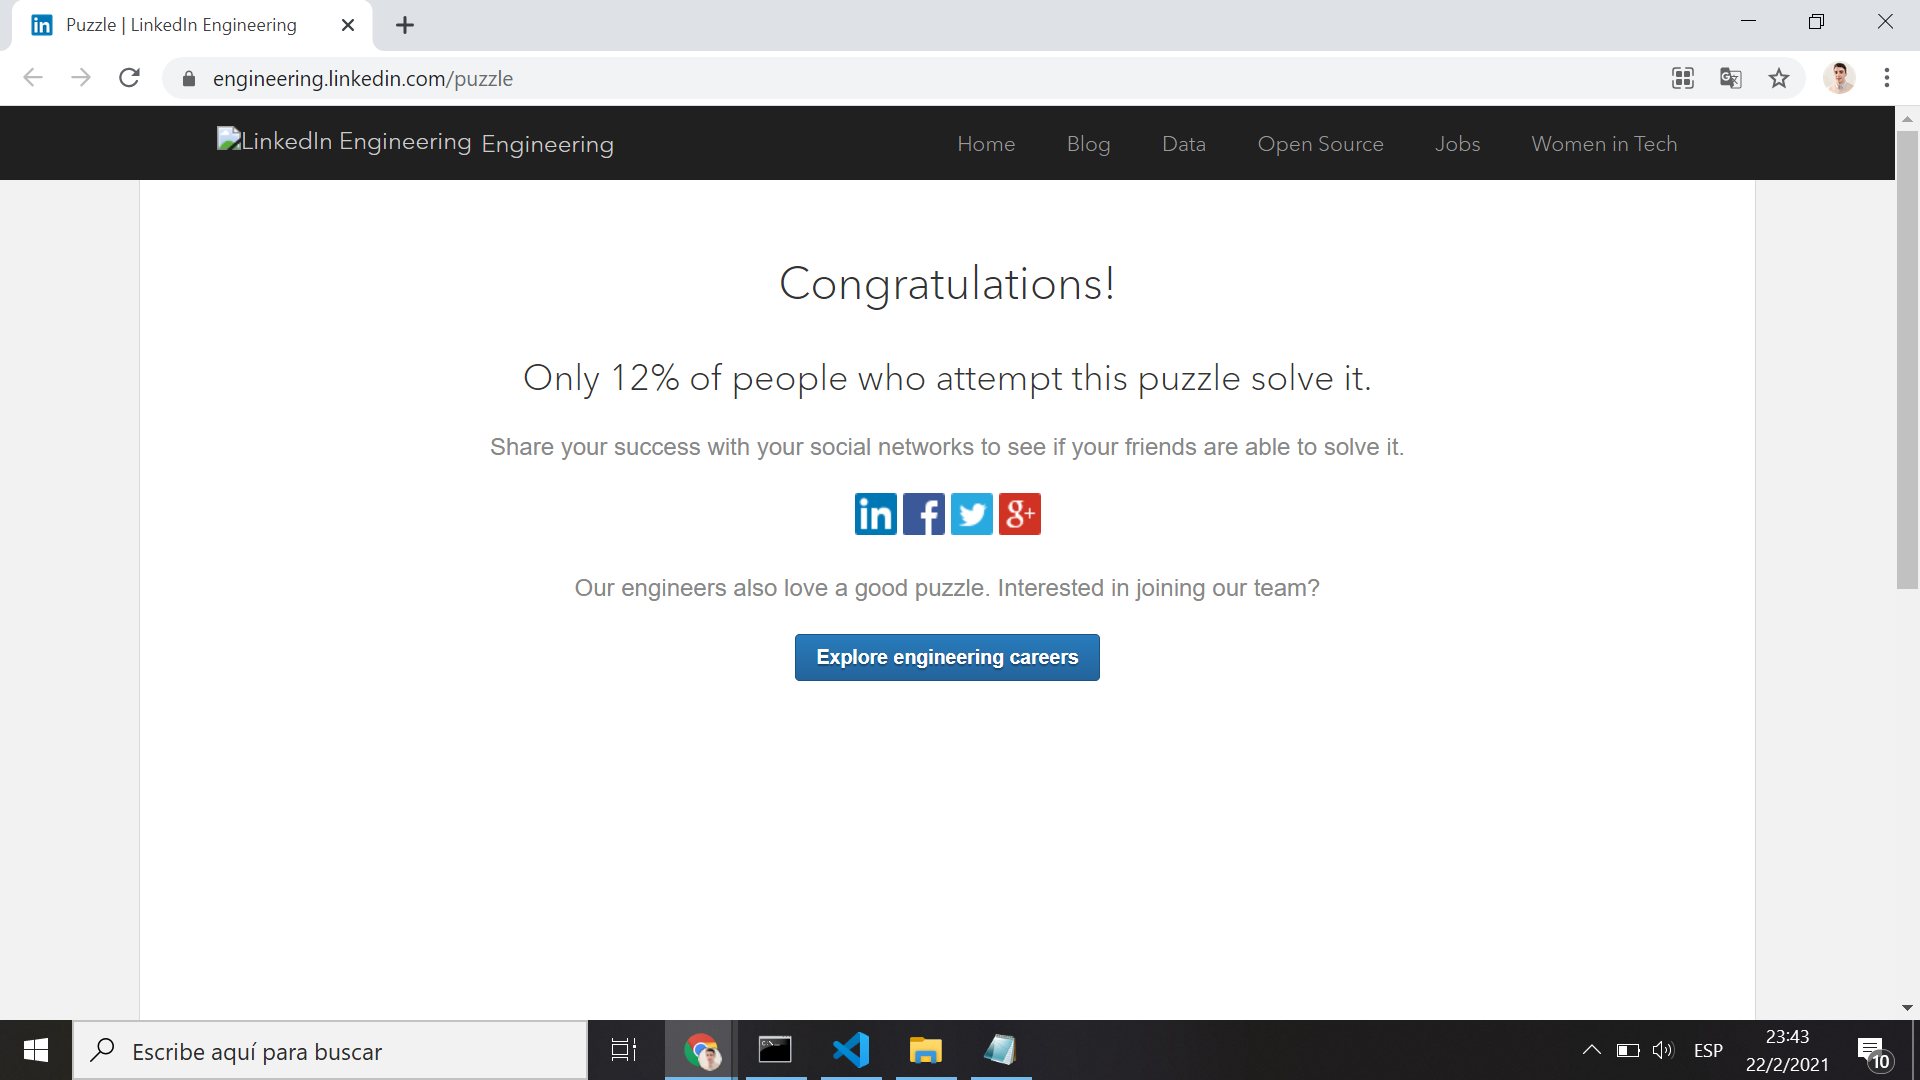 Puzzle | LinkedIn Engineering
engineering.linkedin.com/puzzle
LinkedIn Engineering Engineering Home Blog Data Open Source Jobs Women in Tech
Congratulations!
Only 12% of people who attempt this puzzle solve it.
Share your success with your social networks to see if your friends are able to solve it.
in f g+
Our engineers also love a good puzzle. Interested in joining our team?
Explore engineering careers
Escribe aquí para buscar
ESP
23:43
22/2/2021
10